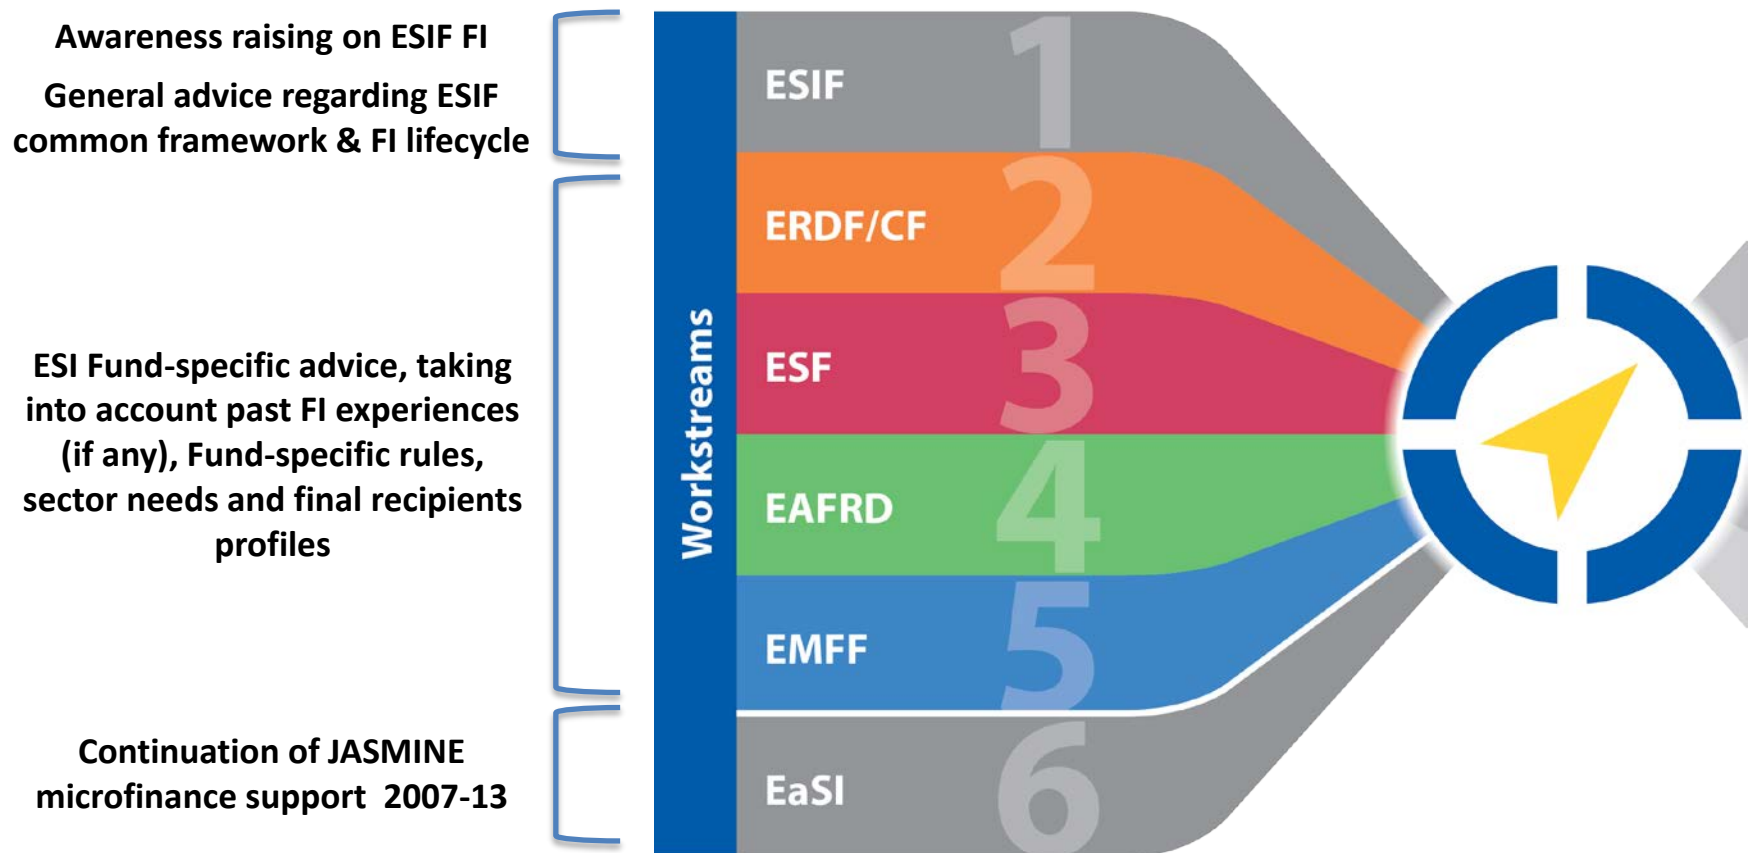 Awareness raising on ESIF FI
General advice regarding ESIF
common framework & FI lifecycle
ESI Fund-specific advice, taking
into account past FI experiences
(if any), Fund-specific rules,
sector needs and final recipients
profiles
Continuation of JASMINE
microfinance support 2007-13
Workstreams
ESIF 1
ERDF/CF 2
ESF 3
EAFRD 4
EMFF 5
EaSI 6